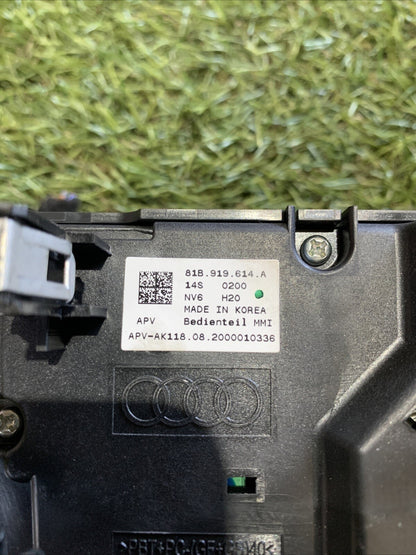 81B.919.614.A
14S 0200
NV6 H20
MADE IN KOREA
APV Bedienteil MMI
APV-AK118.08.2000010336